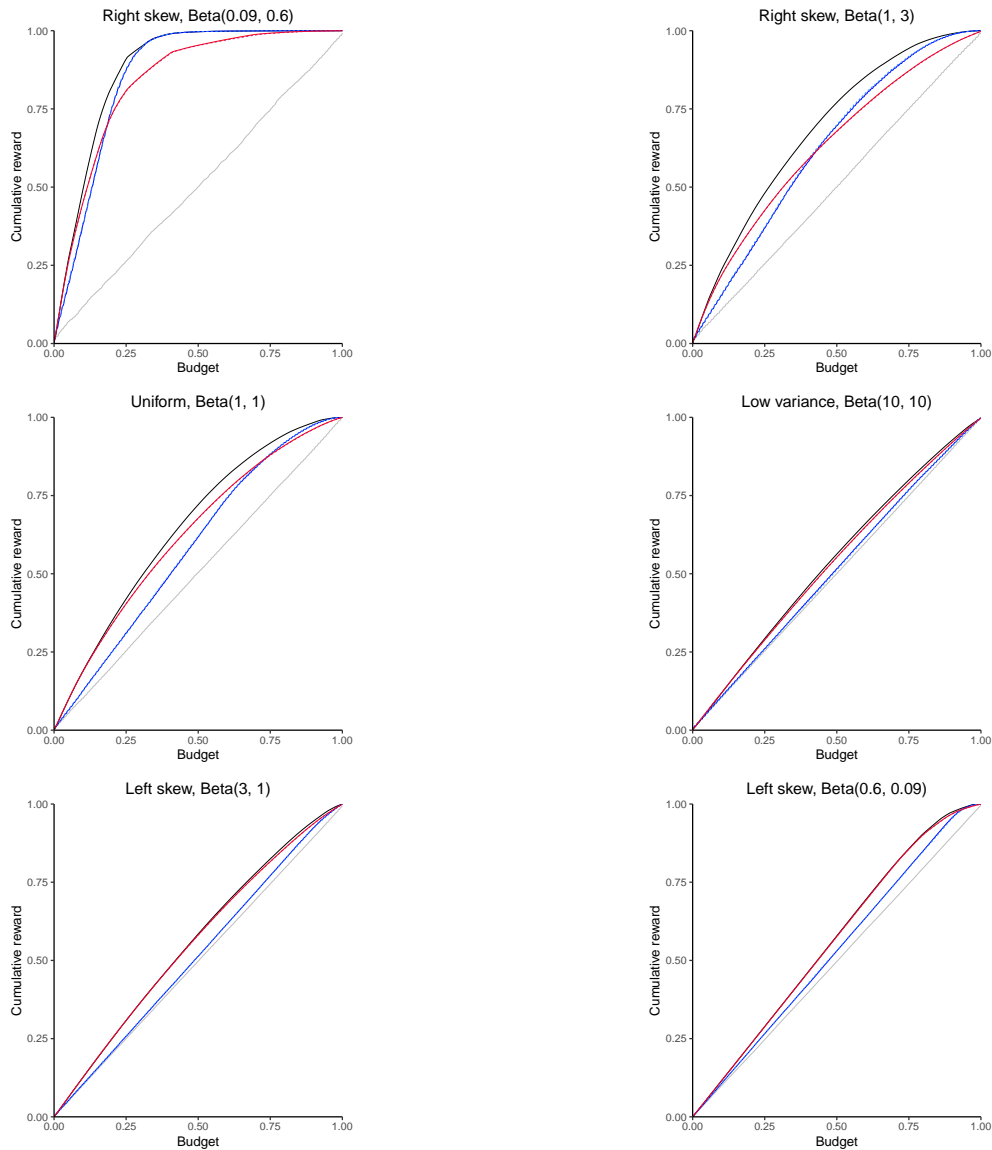 Right skew, Beta(0.09, 0.6)
1.00
0.75
0.50
0.25
0.00
Cumulative reward
0.00 0.25 0.50 0.75 1.00
Budget
Right skew, Beta(1, 3)
1.00
0.75
0.50
0.25
0.00
Cumulative reward
0.00 0.25 0.50 0.75 1.00
Budget
Uniform, Beta(1, 1)
1.00
0.75
0.50
0.25
0.00
Cumulative reward
0.00 0.25 0.50 0.75 1.00
Budget
Low variance, Beta(10, 10)
1.00
0.75
0.50
0.25
0.00
Cumulative reward
0.00 0.25 0.50 0.75 1.00
Budget
Left skew, Beta(3, 1)
1.00
0.75
0.50
0.25
0.00
Cumulative reward
0.00 0.25 0.50 0.75 1.00
Budget
Left skew, Beta(0.6, 0.09)
1.00
0.75
0.50
0.25
0.00
Cumulative reward
0.00 0.25 0.50 0.75 1.00
Budget